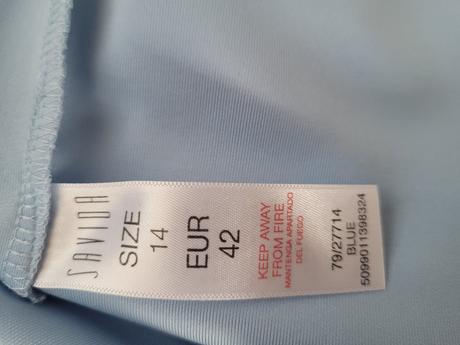 SAVIDA
SIZE
14
EUR
42
KEEP AWAY
FROM FIRE
MANTENGA APARTADO
DEL FUEGO
79/27714
BLUE
5099011398324